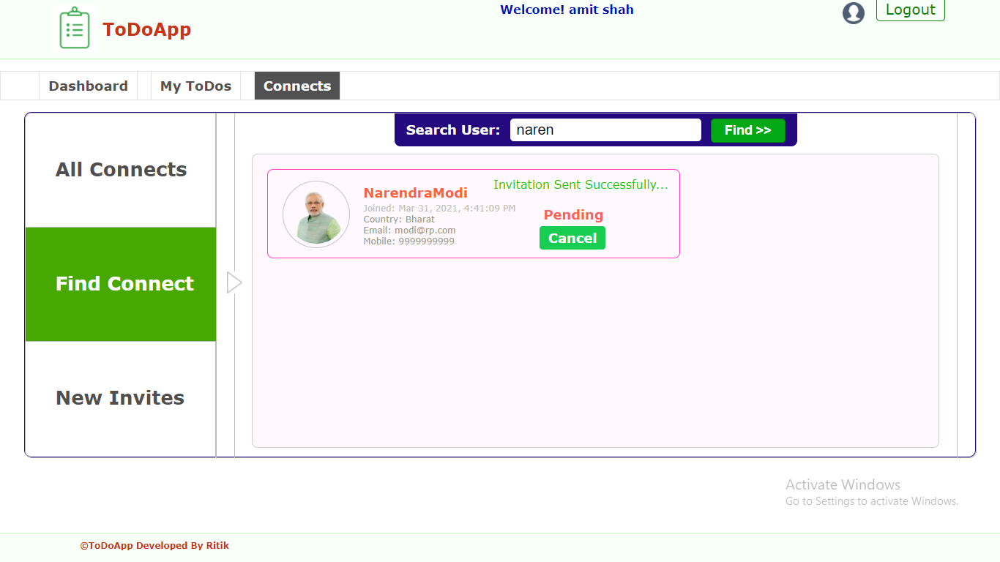 ToDoApp
Welcome! amit shah
Logout
Dashboard
My ToDos
Connects
All Connects
Find Connect
New Invites
Search User:
naren
Find >>
Invitation Sent Successfully...
NarendraModi
Joined: Mar 31, 2021, 4:41:09 PM
Country: Bharat
Email: modi@rp.com
Mobile: 9999999999
Pending
Cancel
Activate Windows
Go to Settings to activate Windows.
©ToDoApp Developed By Ritik